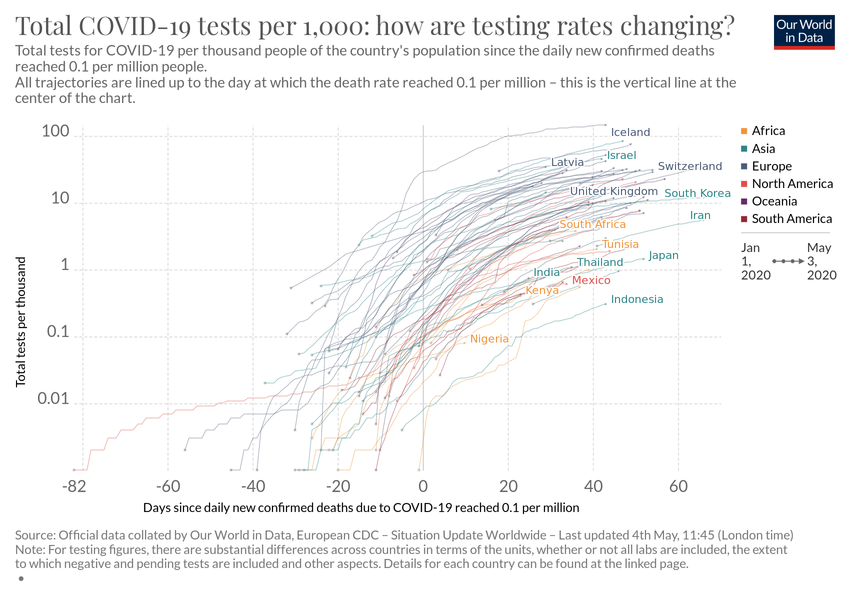 Total COVID-19 tests per 1,000: how are testing rates changing?
Our World
in Data
Total tests for COVID-19 per thousand people of the country's population since the daily new confirmed deaths
reached 0.1 per million people.
All trajectories are lined up to the day at which the death rate reached 0.1 per million – this is the vertical line at the
center of the chart.
100
10
1
0.1
0.01
Total tests per thousand
Iceland
Israel
Latvia
Switzerland
United Kingdom
South Korea
Iran
South Africa
Tunisia
Japan
Thailand
India
Mexico
Kenya
Indonesia
Nigeria
-82
-60
-40
-20
0
20
40
60
Days since daily new confirmed deaths due to COVID-19 reached 0.1 per million
Africa
Asia
Europe
North America
Oceania
South America
Jan
1,
2020
May
3,
2020
Source: Official data collated by Our World in Data, European CDC – Situation Update Worldwide – Last updated 4th May, 11:45 (London time)
Note: For testing figures, there are substantial differences across countries in terms of the units, whether or not all labs are included, the extent
to which negative and pending tests are included and other aspects. Details for each country can be found at the linked page.